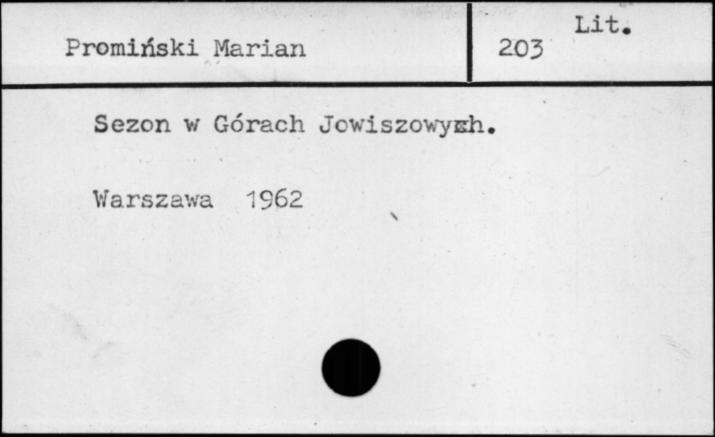 Promiński Marian
Lit.
203
Sezon w Górach Jowiszowych.
Warszawa 1962